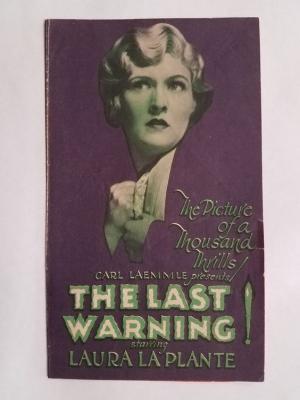 The Picture
of a
Thousand
Thrills!
CARL LAEMMLE
presents
THE LAST
WARNING!
starring
LAURA LA PLANTE